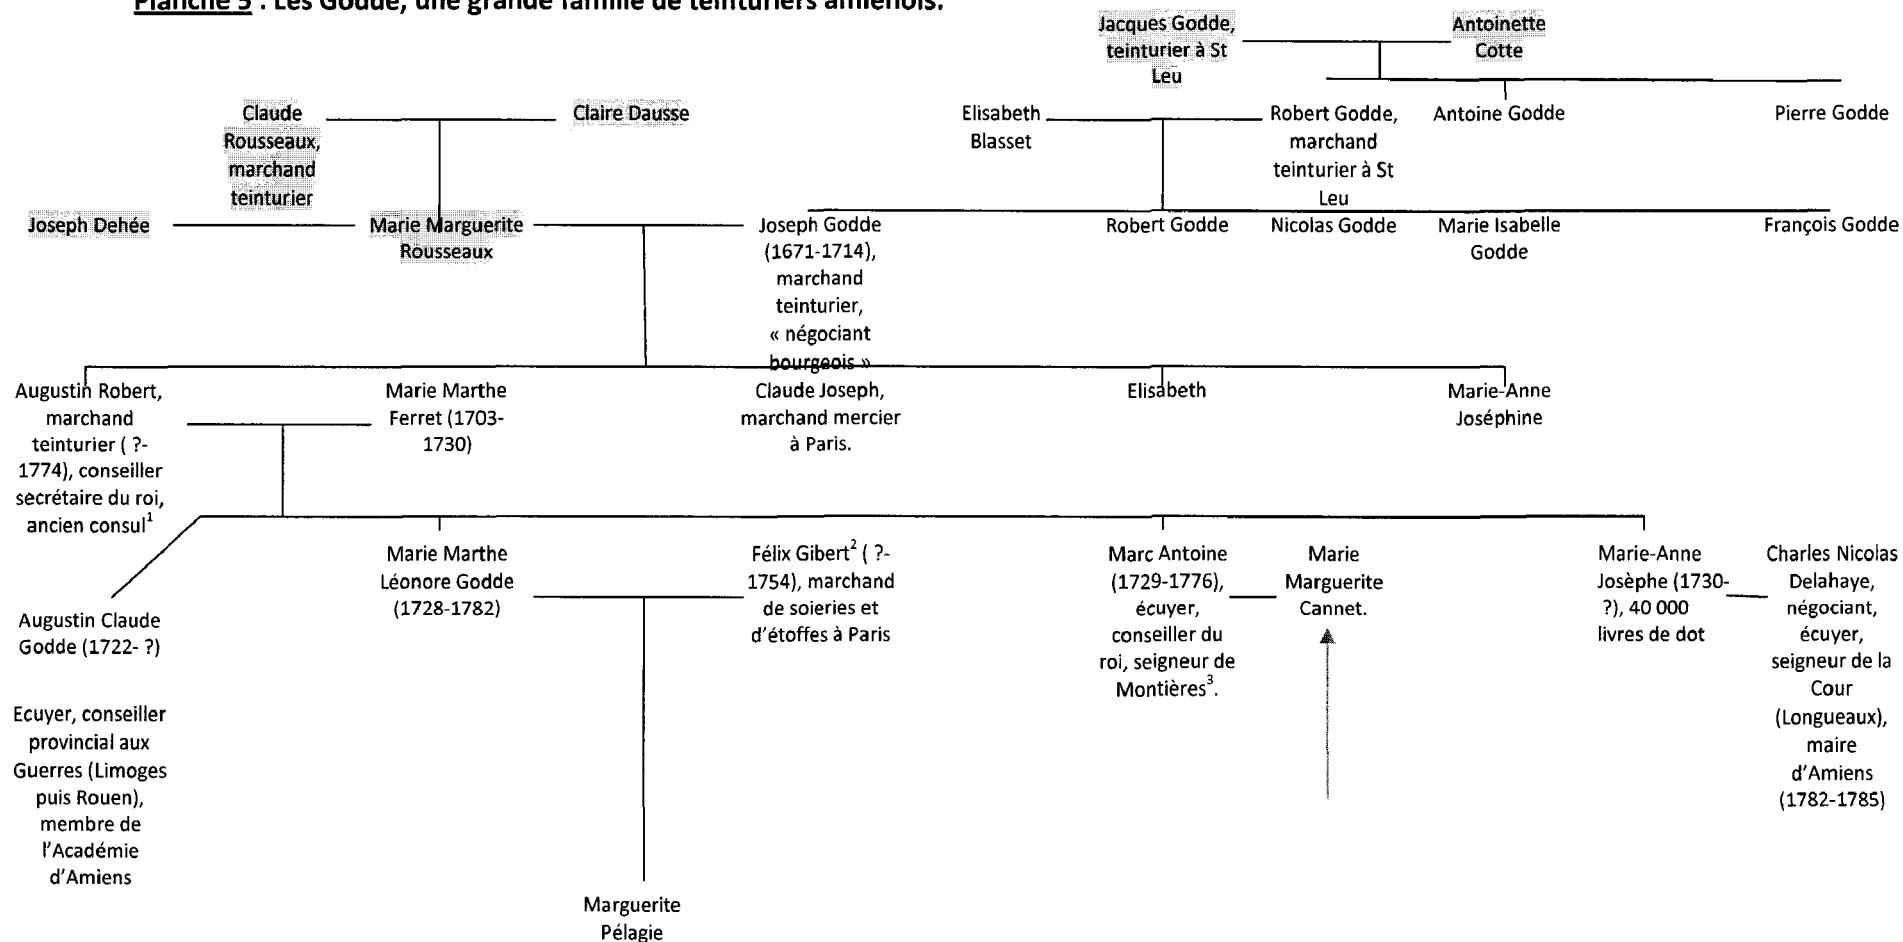 Planche 5 : Les Godde, une grande famille de teinturiers amiénois.
Jacques Godde,
teinturier à St
Leu
Antoinette
Cotte
Claude
Rousseaux,
marchand
teinturier
Claire Dausse
Elisabeth
Blasset
Robert Godde,
marchand
teinturier à St
Leu
Antoine Godde
Pierre Godde
Joseph Dehée
Marie Marguerite
Rousseaux
Joseph Godde
(1671-1714),
marchand
teinturier,
« négociant
bourgeois »
Robert Godde
Nicolas Godde
Marie Isabelle
Godde
François Godde
Augustin Robert,
marchand
teinturier ( ?-
1774), conseiller
secrétaire du roi,
ancien consul1
Marie Marthe
Ferret (1703-
1730)
Claude Joseph,
marchand mercier
à Paris.
Elisabeth
Marie-Anne
Joséphine
Augustin Claude
Godde (1722- ?)
Ecuyer, conseiller
provincial aux
Guerres (Limoges
puis Rouen),
membre de
l'Académie
d'Amiens
Marie Marthe
Léonore Godde
(1728-1782)
Félix Gibert2 ( ?-
1754), marchand
de soieries et
d'étoffes à Paris
Marc Antoine
(1729-1776),
écuyer,
conseiller du
roi, seigneur de
Montières3.
Marie
Marguerite
Cannet.
Marie-Anne
Josèphe (1730-
?), 40 000
livres de dot
Charles Nicolas
Delahaye,
négociant,
écuyer,
seigneur de la
Cour
(Longueaux),
maire
d'Amiens
(1782-1785)
Marguerite
Pélagie